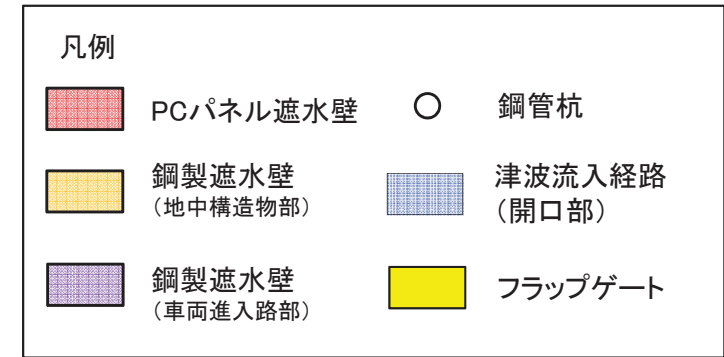 凡例
PCパネル遮水壁
鋼製遮水壁
（地中構造物部）
鋼製遮水壁
（車両進入路部）
鋼管杭
津波流入経路
（開口部）
フラップゲート